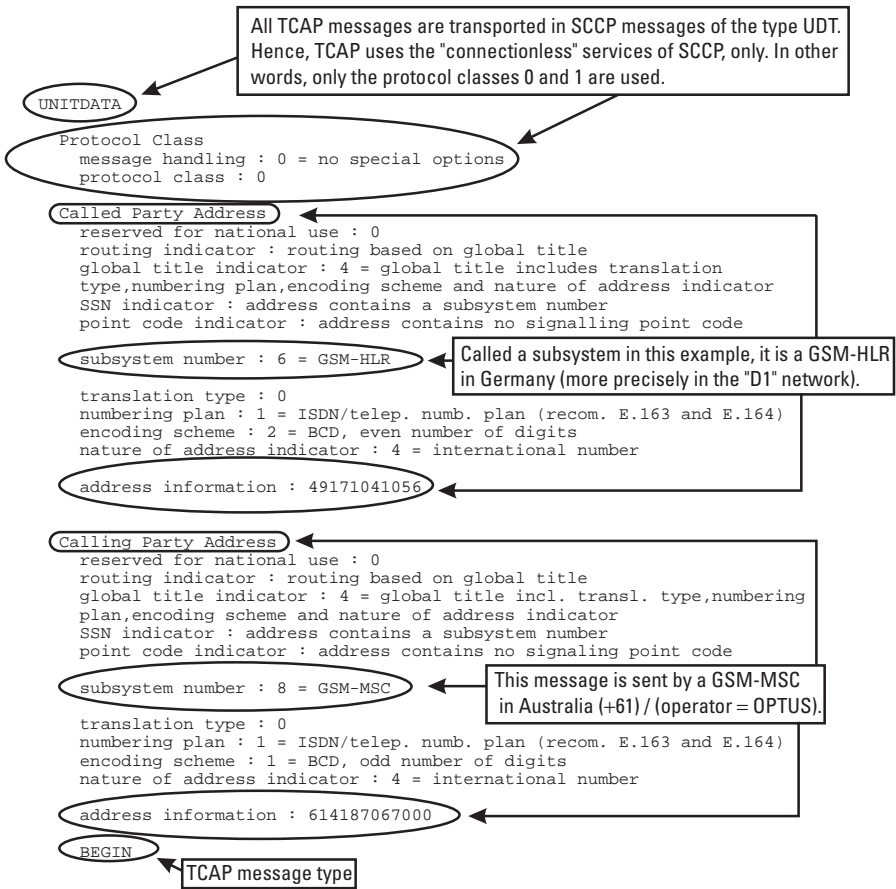 All TCAP messages are transported in SCCP messages of the type UDT.
Hence, TCAP uses the "connectionless" services of SCCP, only. In other
words, only the protocol classes 0 and 1 are used.
UNITDATA
Protocol Class
message handling : 0 = no special options
protocol class : 0
Called Party Address
reserved for national use : 0
routing indicator : routing based on global title
global title indicator : 4 = global title includes translation
type,numbering plan,encoding scheme and nature of address indicator
SSN indicator : address contains a subsystem number
point code indicator : address contains no signalling point code
subsystem number : 6 = GSM-HLR
Called a subsystem in this example, it is a GSM-HLR
in Germany (more precisely in the "D1" network).
translation type : 0
numbering plan : 1 = ISDN/telep. numb. plan (recom. E.163 and E.164)
encoding scheme : 2 = BCD, even number of digits
nature of address indicator : 4 = international number
address information : 49171041056
Calling Party Address
reserved for national use : 0
routing indicator : routing based on global title
global title indicator : 4 = global title incl. transl. type,numbering
plan,encoding scheme and nature of address indicator
SSN indicator : address contains a subsystem number
point code indicator : address contains no signaling point code
subsystem number : 8 = GSM-MSC
This message is sent by a GSM-MSC
in Australia (+61) / (operator = OPTUS).
translation type : 0
numbering plan : 1 = ISDN/telep. numb. plan (recom. E.163 and E.164)
encoding scheme : 1 = BCD, odd number of digits
nature of address indicator : 4 = international number
address information : 614187067000
BEGIN
TCAP message type